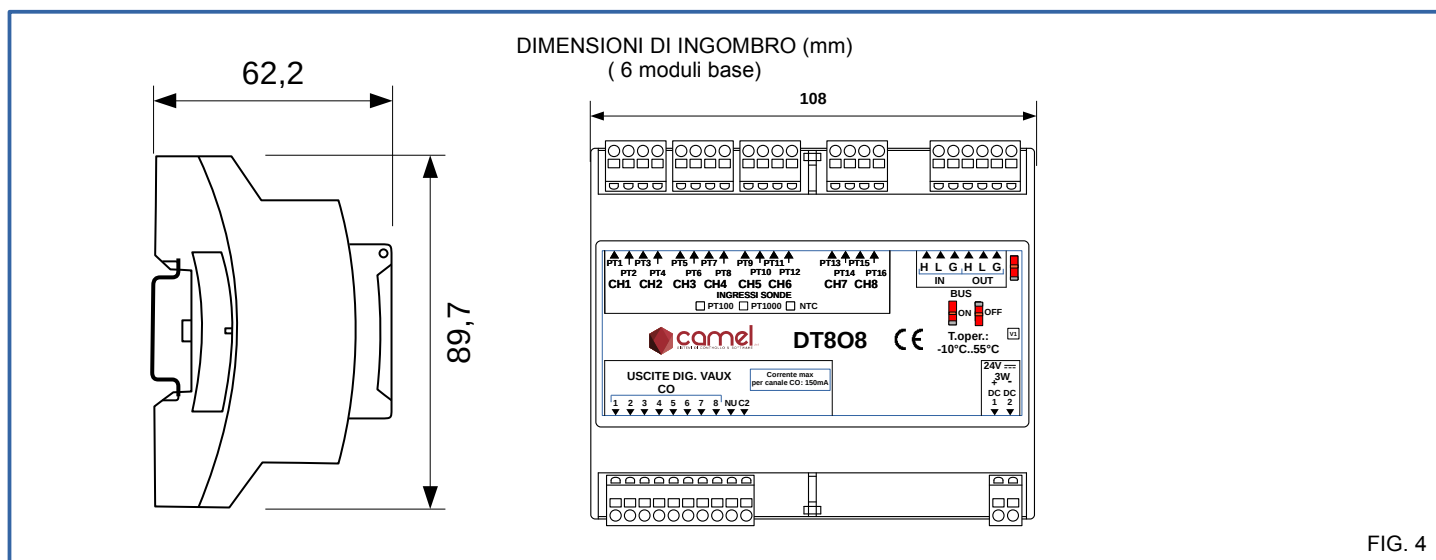 DIMENSIONI DI INGOMBRO (mm)
( 6 moduli base)
62,2
108
89,7
PT1 PT3 PT5 PT7 PT9 PT11 PT13 PT15
PT2 PT4 PT6 PT8 PT10 PT12 PT14 PT16
CH1 CH2 CH3 CH4 CH5 CH6 CH7 CH8
INGRESSI SONDE
PT100 PT1000 NTC
H L G H L G
IN OUT
BUS
ON OFF
camel
DT8O8
CE
T.oper.:
-10°C..55°C
V1
USCITE DIG. VAUX
CO
Corrente max
per canale CO: 150mA
1 2 3 4 5 6 7 8 NU C2
24V
3W
+ -
DC DC
1 2
FIG. 4